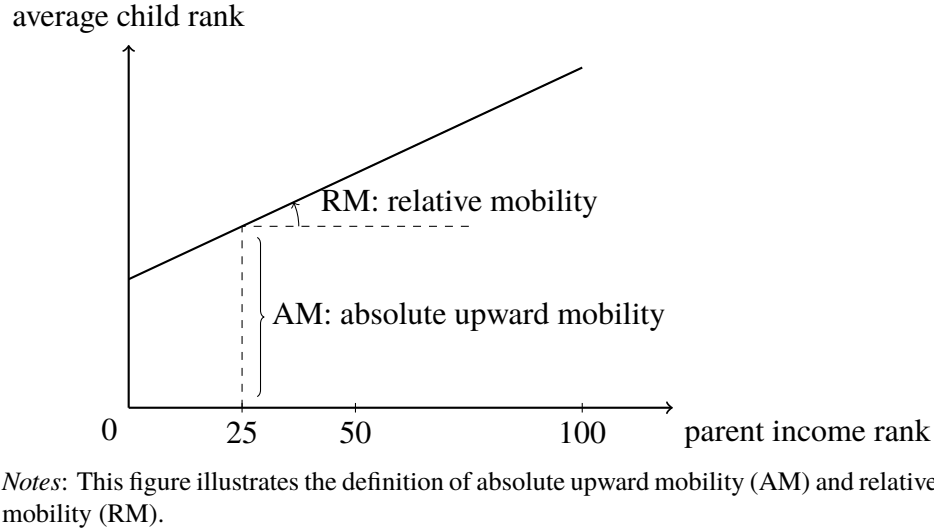 average child rank
RM: relative mobility
AM: absolute upward mobility
0 25 50 100 parent income rank
Notes: This figure illustrates the definition of absolute upward mobility (AM) and relative
mobility (RM).